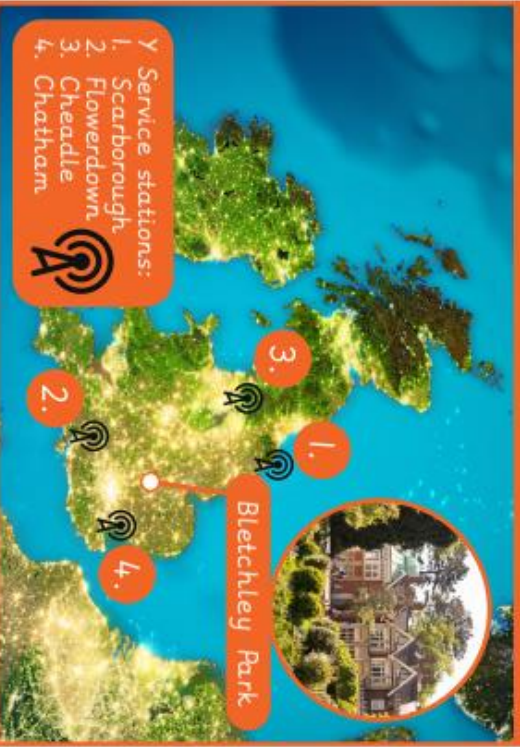 Y Service stations:
1. Scarborough
2. Flowerdown
3. Cheadle
4. Chatham
3.
1.
2.
4.
Bletchley Park